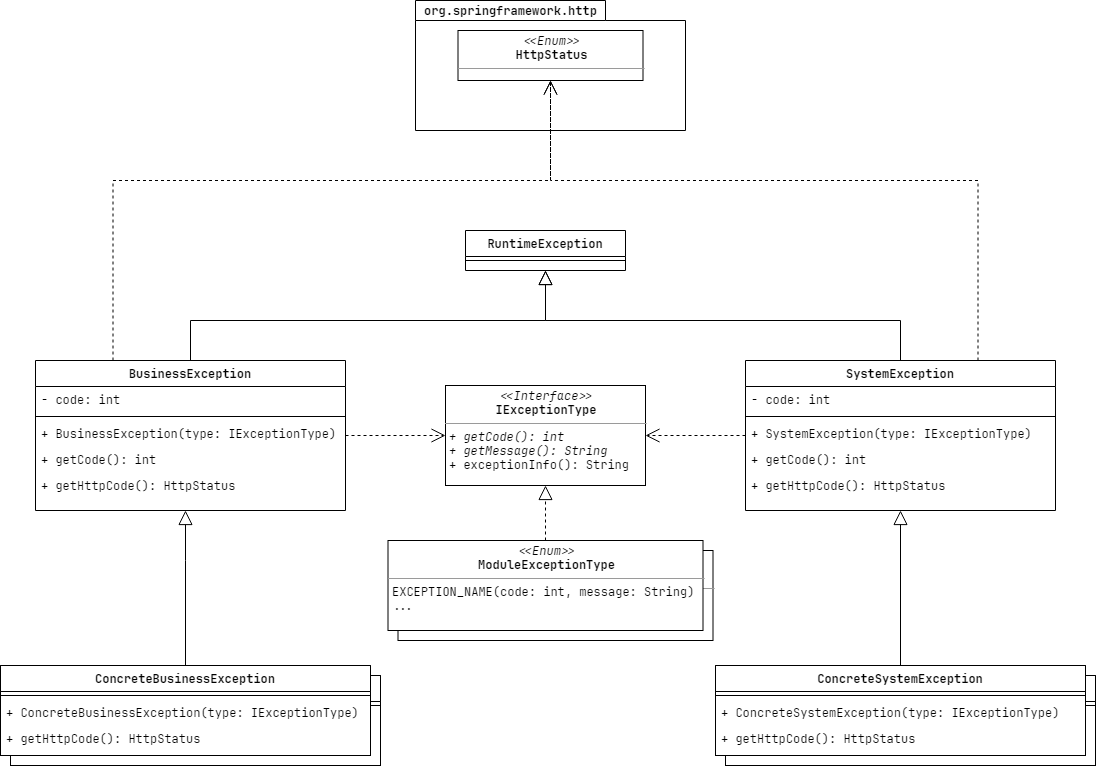 org.springframework.http
<<Enum>>
HttpStatus
RuntimeException
BusinessException
- code: int
+ BusinessException(type: IExceptionType)
+ getCode(): int
+ getHttpCode(): HttpStatus
<<Interface>>
IExceptionType
+ getCode(): int
+ getMessage(): String
+ exceptionInfo(): String
SystemException
- code: int
+ SystemException(type: IExceptionType)
+ getCode(): int
+ getHttpCode(): HttpStatus
<<Enum>>
ModuleExceptionType
EXCEPTION_NAME(code: int, message: String)
...
ConcreteBusinessException
+ ConcreteBusinessException(type: IExceptionType)
+ getHttpCode(): HttpStatus
ConcreteSystemException
+ ConcreteSystemException(type: IExceptionType)
+ getHttpCode(): HttpStatus